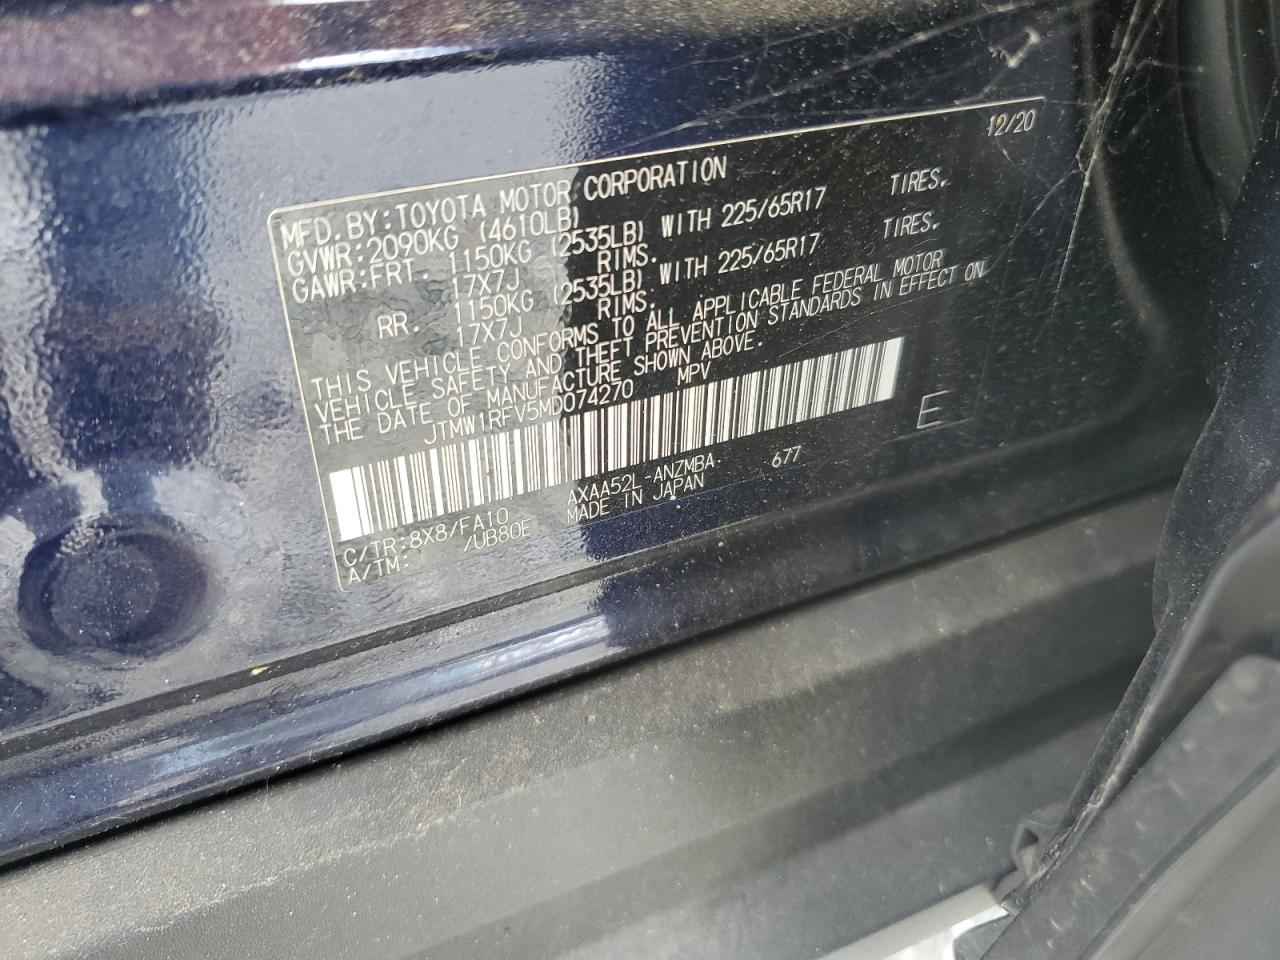 12/20
MFD.BY:TOYOTA MOTOR CORPORATION
GVWR:2090KG (4610LB)
GAWR:FRT. 1150KG (2535LB) WITH 225/65R17 TIRES,
17X7J RIMS.
RR. 1150KG (2535LB) WITH 225/65R17 TIRES,
17X7J RIMS.
THIS VEHICLE CONFORMS TO ALL APPLICABLE FEDERAL MOTOR
VEHICLE SAFETY AND THEFT PREVENTION STANDARDS IN EFFECT ON
THE DATE OF MANUFACTURE SHOWN ABOVE.
JTMW1RFV5MD074270 MPV
E
C/TR:8X8/FA10 AXAA52L-ANZMBA 677
A/TM: /UB80E MADE IN JAPAN